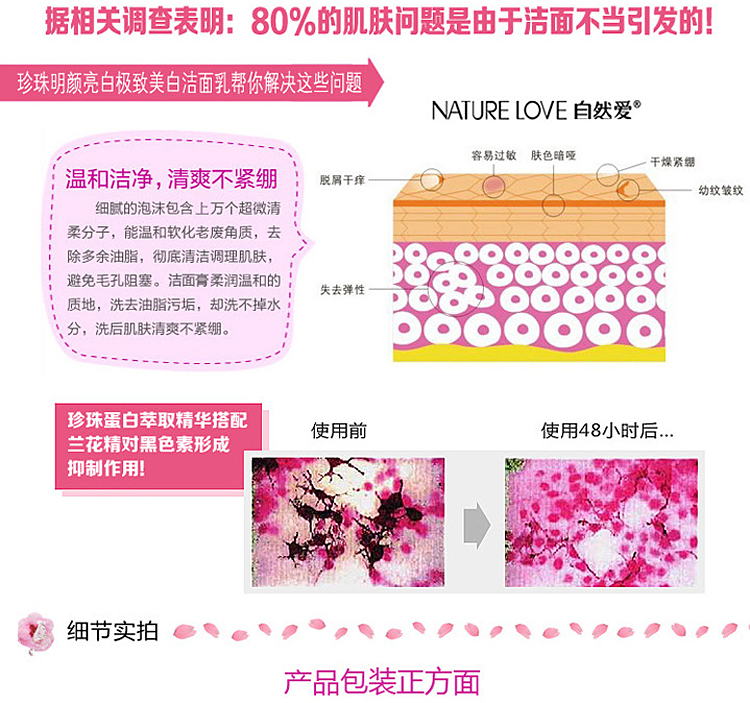 据相关调查表明：80%的肌肤问题是由于洁面不当引发的!
珍珠明颜亮白极致美白洁面乳帮你解决这些问题
NATURE LOVE 自然爱®
温和洁净，清爽不紧绷
细腻的泡沫包含上万个超微清
柔分子，能温和软化老废角质，去
除多余油脂，彻底清洁调理肌肤，
避免毛孔阻塞。洁面膏柔润温和的
质地，洗去油脂污垢，却洗不掉水
分，洗后肌肤清爽不紧绷。
脱屑干痒
容易过敏
肤色暗哑
干燥紧绷
幼纹皱纹
失去弹性
珍珠蛋白萃取精华搭配
兰花精对黑色素形成
抑制作用!
使用前
使用48小时后...
细节实拍
产品包装正方面